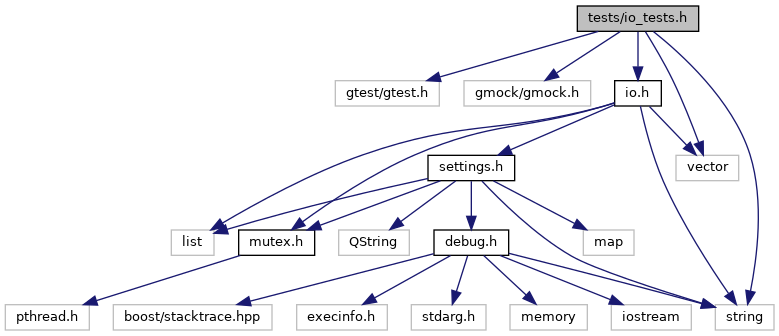 tests/io_tests.h
gtest/gtest.h
gmock/gmock.h
io.h
settings.h
vector
list
mutex.h
QString
debug.h
map
pthread.h
boost/stacktrace.hpp
execinfo.h
stdarg.h
memory
iostream
string